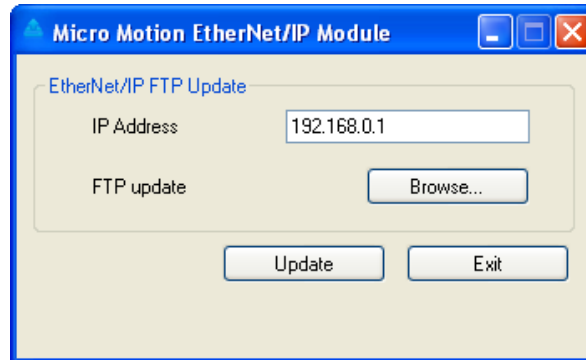 Micro Motion EtherNet/IP Module
EtherNet/IP FTP Update
IP Address 192.168.0.1
FTP update Browse...
Update Exit